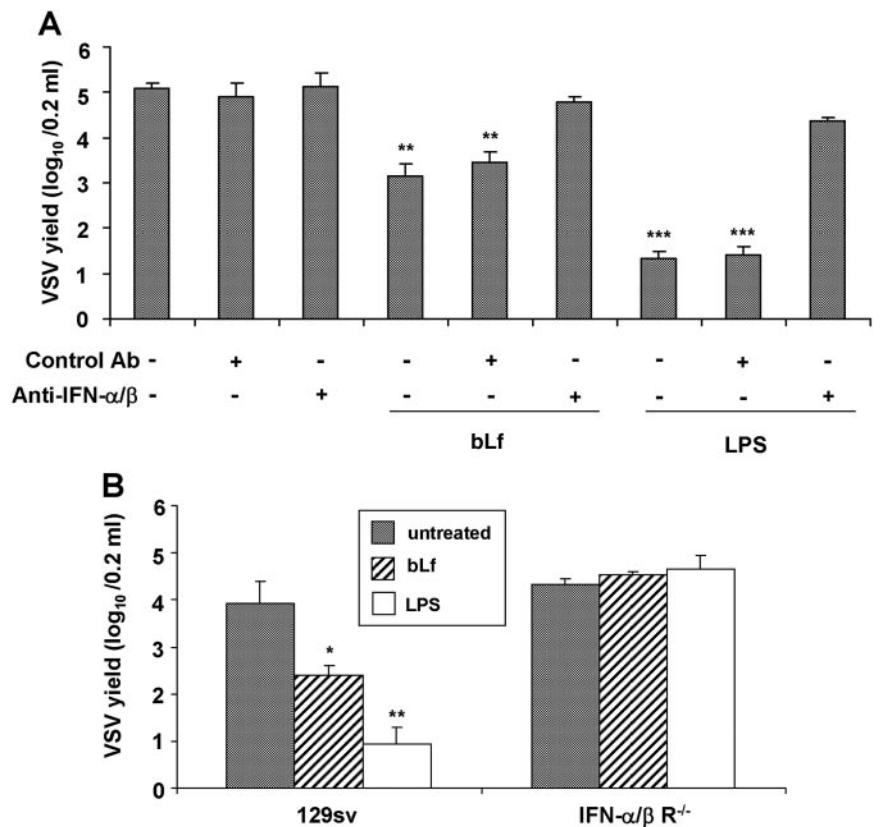 A
VSV yield (log10/0.2 ml)
6
5
4
3
2
1
0
** ** *** ***
Control Ab - + - - + - - + -
Anti-IFN-α/β - - + - - + - - +
bLf LPS
B
VSV yield (log10/0.2 ml)
6
5
4
3
2
1
0
untreated
bLf
LPS
* **
129sv IFN-α/β R-/-